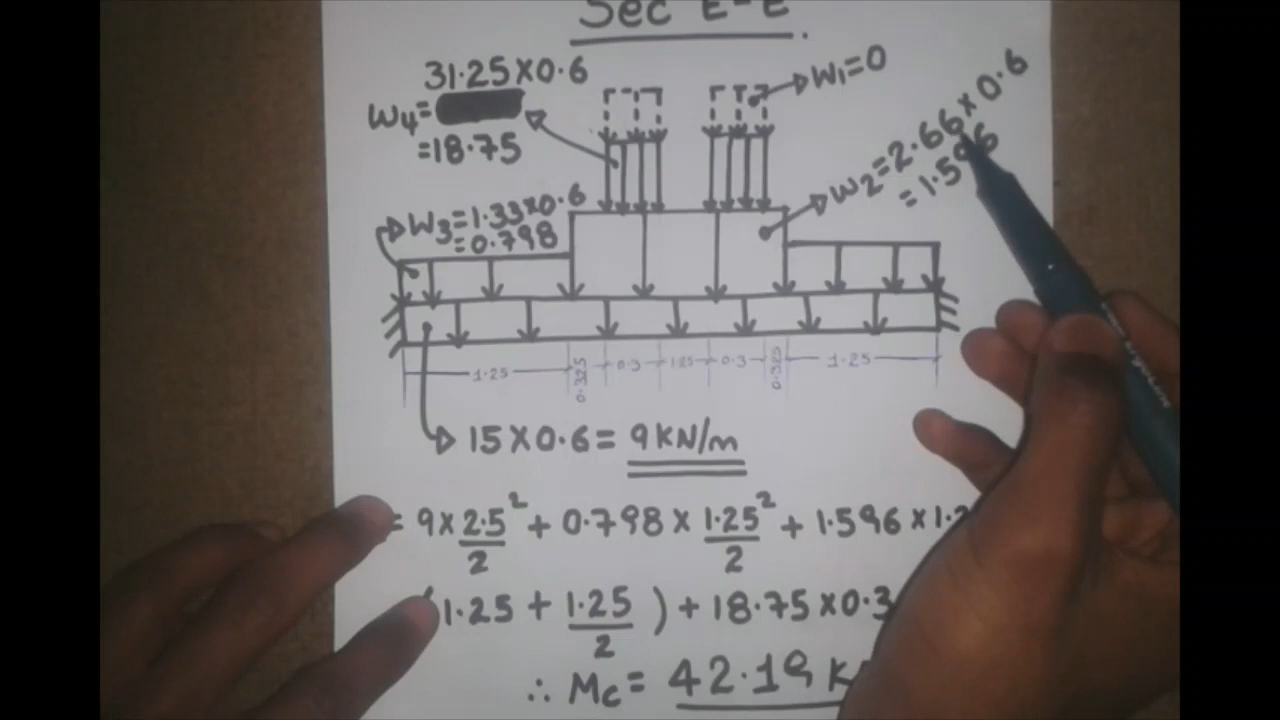 Sec E-E
31.25×0.6
W4=
=18.75
W1=0
W2=2.66×0.6
=1.596
W3=1.33×0.6
=0.798
1.25 0.325 0.3 1.25 0.3 0.325 1.25
15×0.6= 9KN/m
= 9×2.5²/2 + 0.798×1.25²/2 + 1.596×1.2
(1.25+1.25/2)+18.75×0.3
∴ Mc= 42.19 K